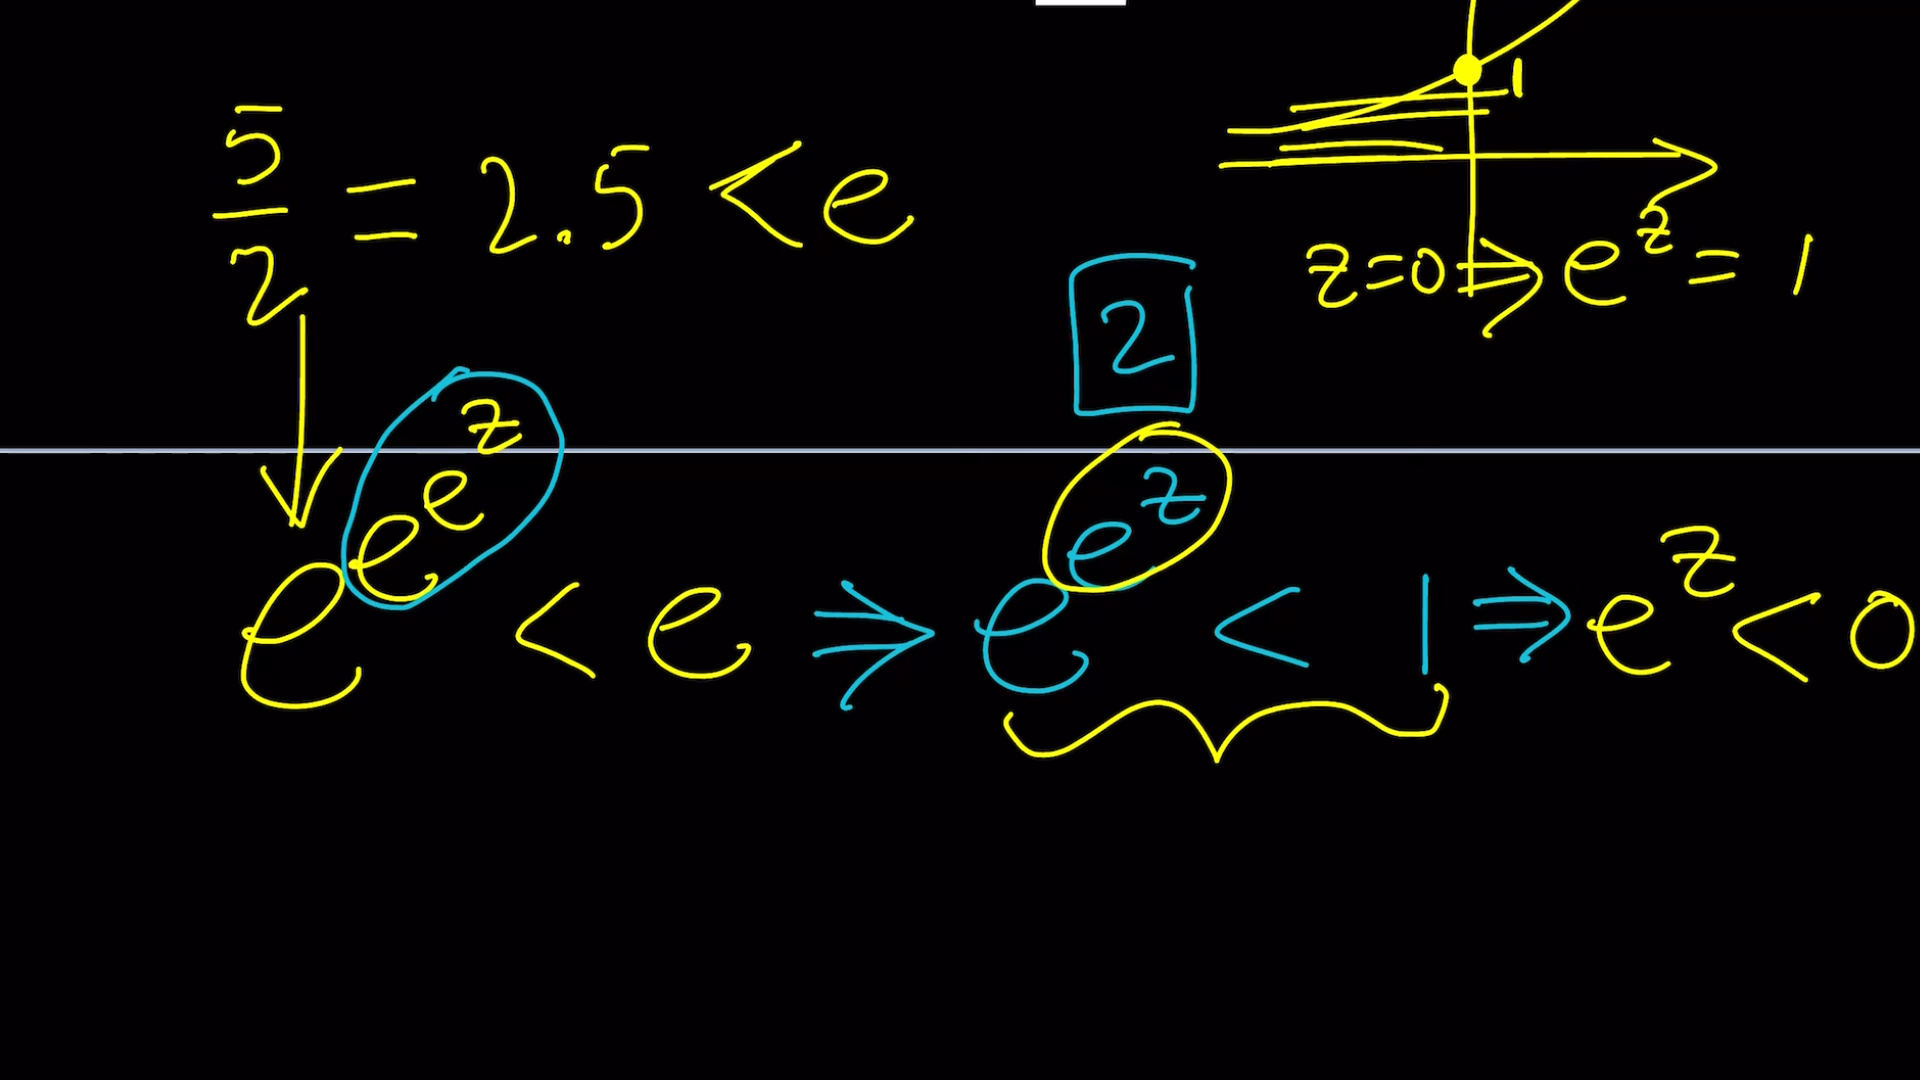 1
5/2 = 2.5 < e
z=0 ⇒ e^z = 1
2
e^{e^{e^z}} < e ⇒ e^{e^z} < 1 ⇒ e^z < 0